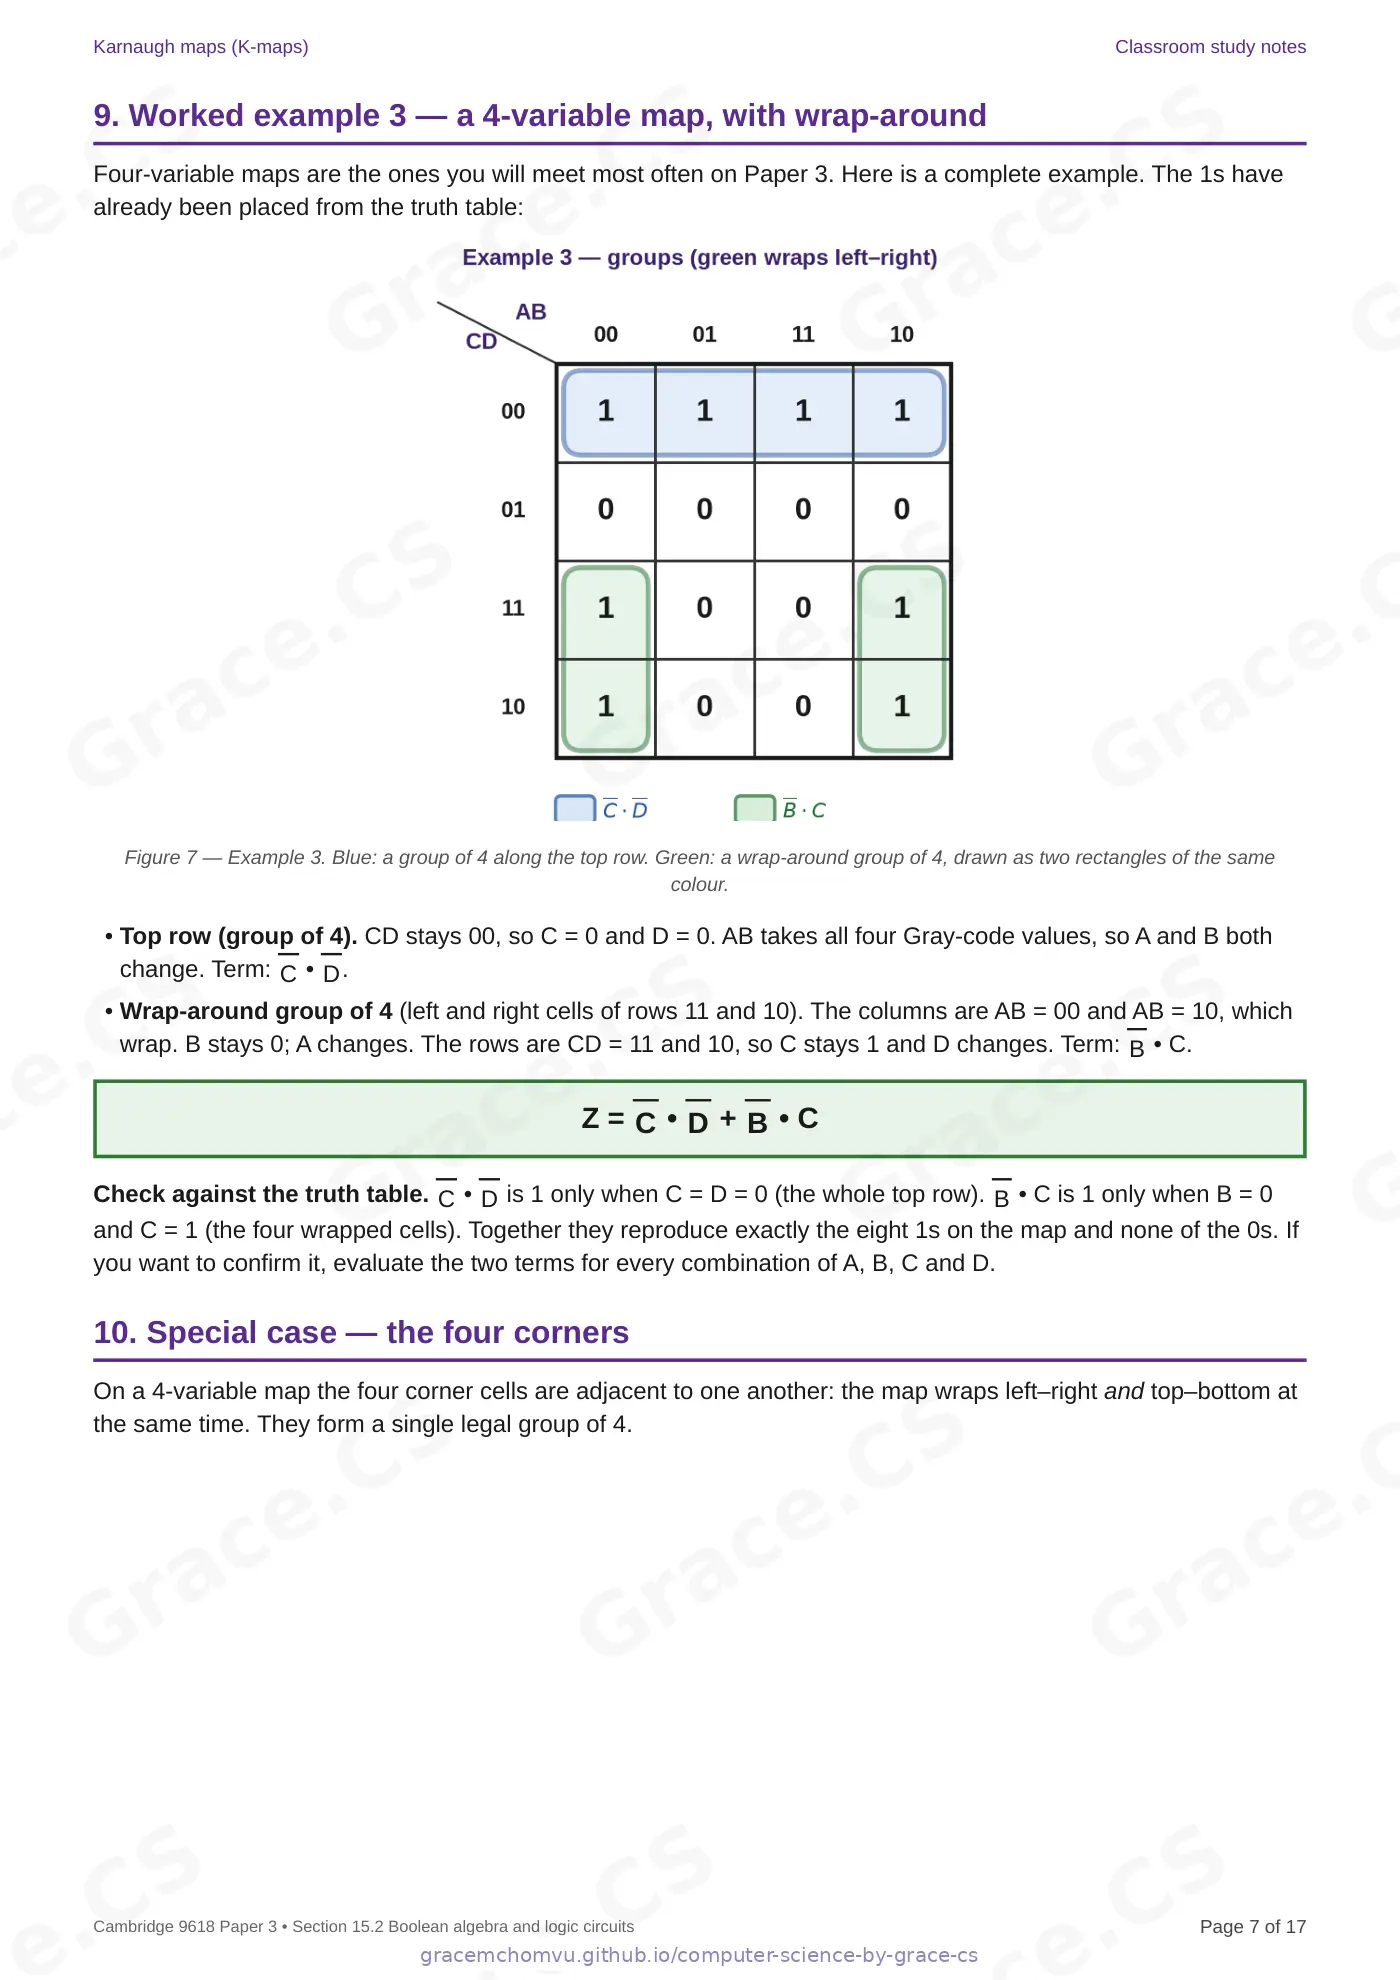 Karnaugh maps (K-maps) Classroom study notes
9. Worked example 3 — a 4-variable map, with wrap-around
Four-variable maps are the ones you will meet most often on Paper 3. Here is a complete example. The 1s have
already been placed from the truth table:
Example 3 — groups (green wraps left–right)
AB
CD
00 01 11 10
00 1 1 1 1
01 0 0 0 0
11 1 0 0 1
10 1 0 0 1
C̅ · D̅ B̅ · C
Figure 7 — Example 3. Blue: a group of 4 along the top row. Green: a wrap-around group of 4, drawn as two rectangles of the same
colour.
• Top row (group of 4). CD stays 00, so C = 0 and D = 0. AB takes all four Gray-code values, so A and B both
change. Term: C̅ • D̅.
• Wrap-around group of 4 (left and right cells of rows 11 and 10). The columns are AB = 00 and AB = 10, which
wrap. B stays 0; A changes. The rows are CD = 11 and 10, so C stays 1 and D changes. Term: B̅ • C.
Z = C̅ • D̅ + B̅ • C
Check against the truth table. C̅ • D̅ is 1 only when C = D = 0 (the whole top row). B̅ • C is 1 only when B = 0
and C = 1 (the four wrapped cells). Together they reproduce exactly the eight 1s on the map and none of the 0s. If
you want to confirm it, evaluate the two terms for every combination of A, B, C and D.
10. Special case — the four corners
On a 4-variable map the four corner cells are adjacent to one another: the map wraps left–right and top–bottom at
the same time. They form a single legal group of 4.
Cambridge 9618 Paper 3 • Section 15.2 Boolean algebra and logic circuits Page 7 of 17
gracemchomvu.github.io/computer-science-by-grace-cs
Grace.CS